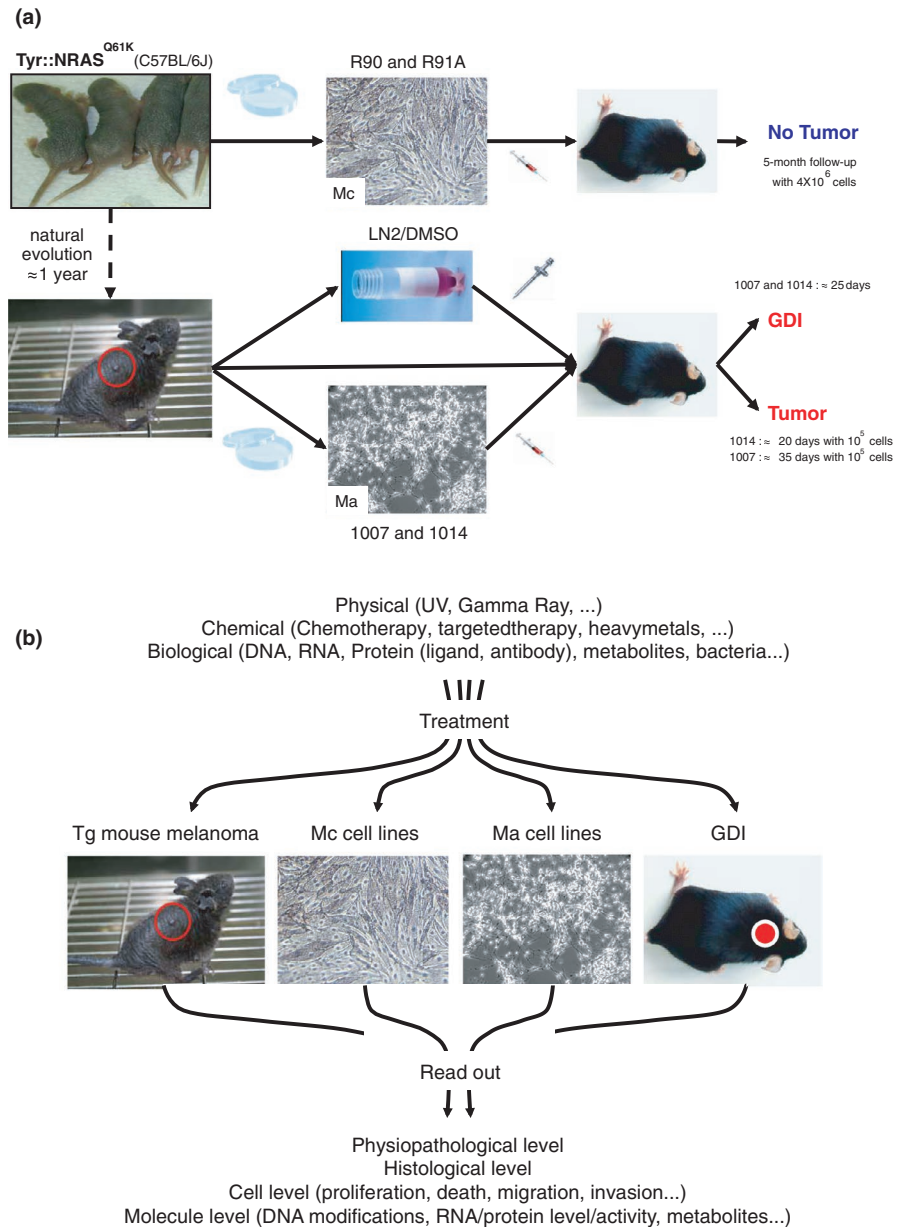 (a)
Tyr::NRAS^Q61K (C57BL/6J)
R90 and R91A
Mc
No Tumor
5-month follow-up
with 4X10^6 cells
natural
evolution
≈1 year
LN2/DMSO
1007 and 1014 : ≈ 25 days
GDI
Tumor
1014 : ≈ 20 days with 10^5 cells
1007 : ≈ 35 days with 10^5 cells
Ma
1007 and 1014
Physical (UV, Gamma Ray, ...)
(b)
Chemical (Chemotherapy, targetedtherapy, heavymetals, ...)
Biological (DNA, RNA, Protein (ligand, antibody), metabolites, bacteria...)
Treatment
Tg mouse melanoma
Mc cell lines
Ma cell lines
GDI
Read out
Physiopathological level
Histological level
Cell level (proliferation, death, migration, invasion...)
Molecule level (DNA modifications, RNA/protein level/activity, metabolites...)